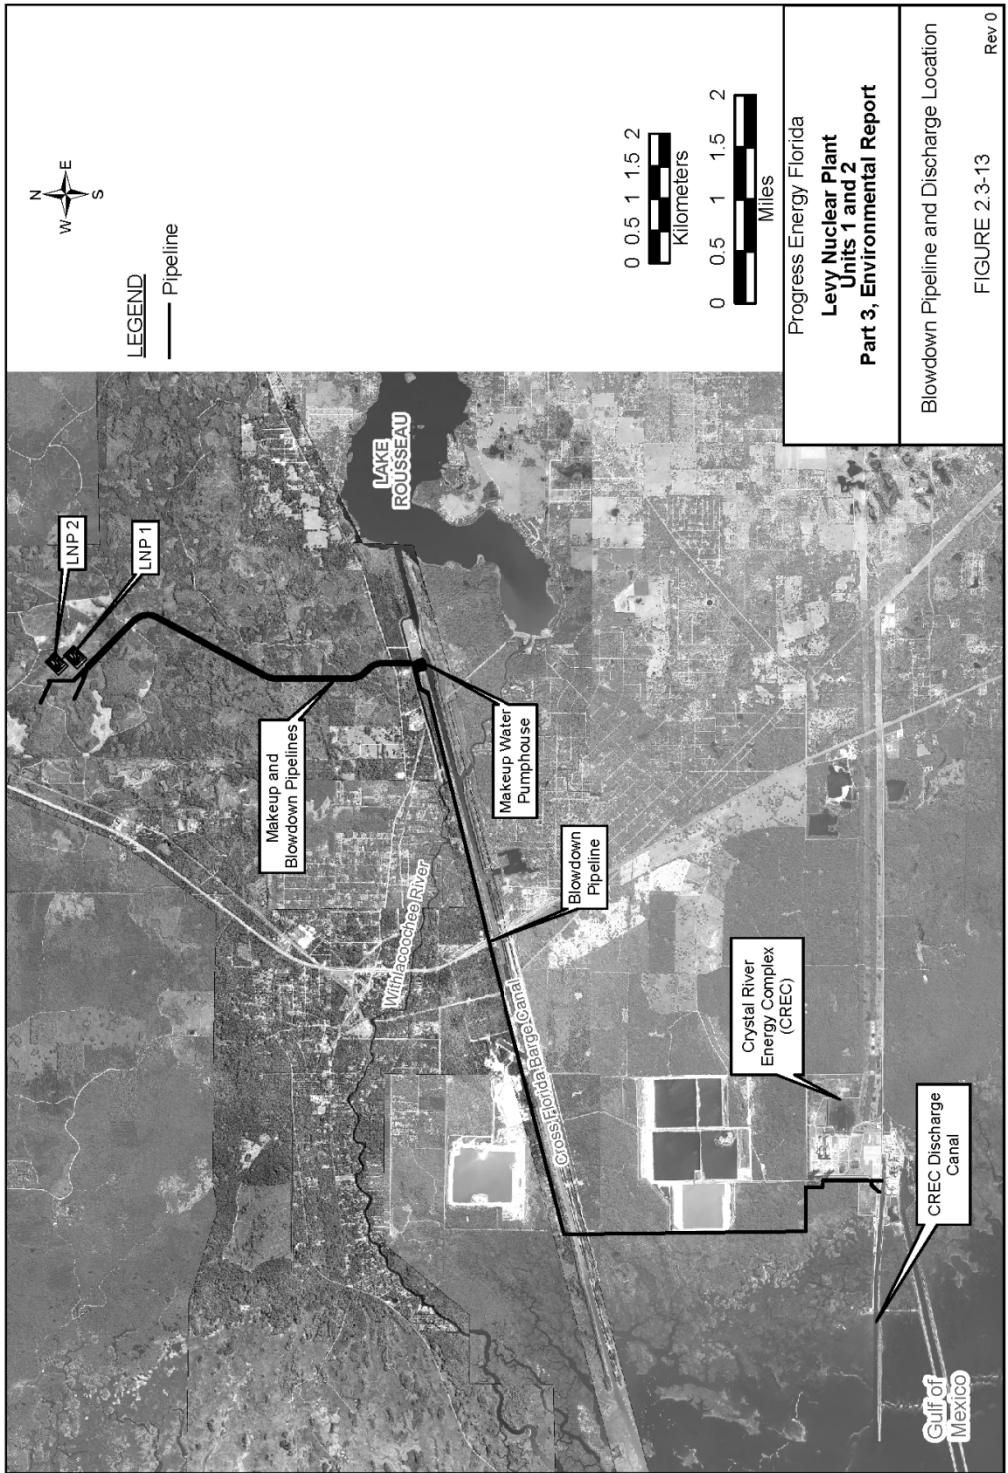 N
W
E
S
LEGEND
Pipeline
LNP 2
LNP 1
LAKE
ROUSSEAU
Makeup and
Blowdown Pipelines
Makeup Water
Pumphouse
Withlacoochee River
Blowdown
Pipeline
Cross Florida Barge Canal
Crystal River
Energy Complex
(CREC)
CREC Discharge
Canal
Gulf of
Mexico
0 0.5 1 1.5 2
Kilometers
0 0.5 1 1.5 2
Miles
Progress Energy Florida
Levy Nuclear Plant
Units 1 and 2
Part 3, Environmental Report
Blowdown Pipeline and Discharge Location
FIGURE 2.3-13
Rev 0